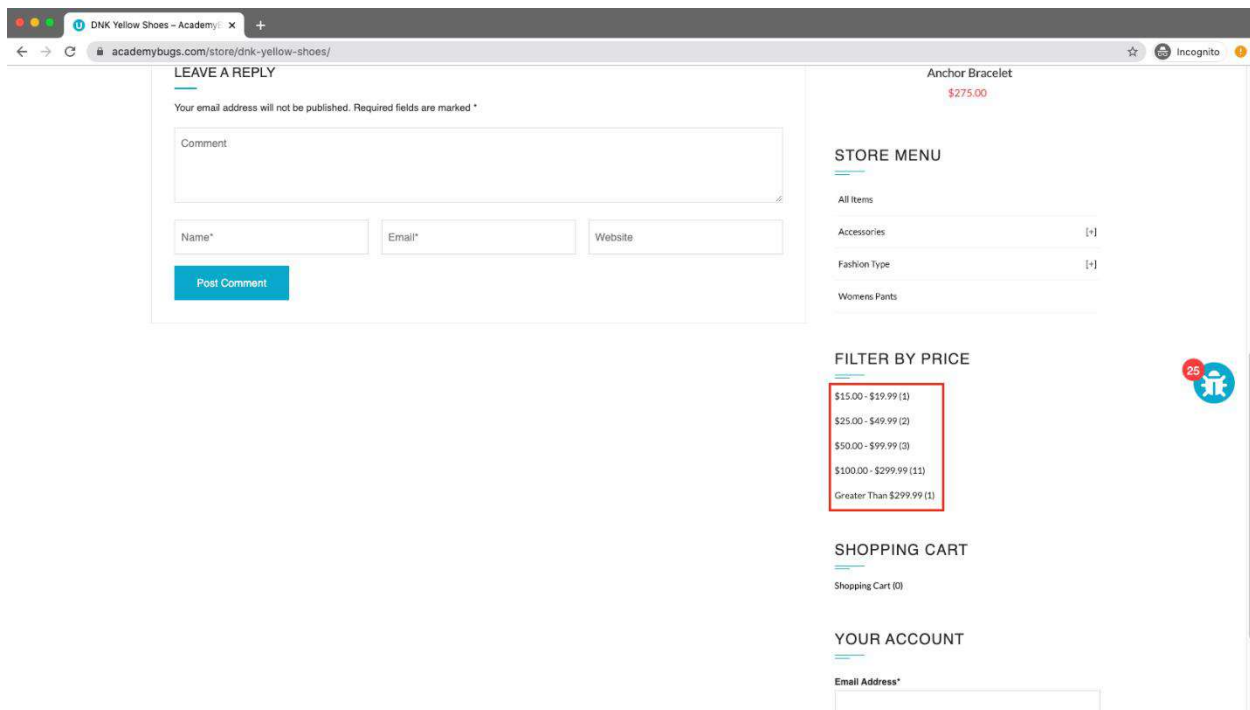 DNK Yellow Shoes – AcademyB
academybugs.com/store/dnk-yellow-shoes/
Incognito
LEAVE A REPLY
Your email address will not be published. Required fields are marked *
Comment
Name*
Email*
Website
Post Comment
Anchor Bracelet
$275.00
STORE MENU
All Items
Accessories [+]
Fashion Type [+]
Womens Pants
FILTER BY PRICE
$15.00 - $19.99 (1)
$25.00 - $49.99 (2)
$50.00 - $99.99 (3)
$100.00 - $299.99 (11)
Greater Than $299.99 (1)
25
SHOPPING CART
Shopping Cart (0)
YOUR ACCOUNT
Email Address*